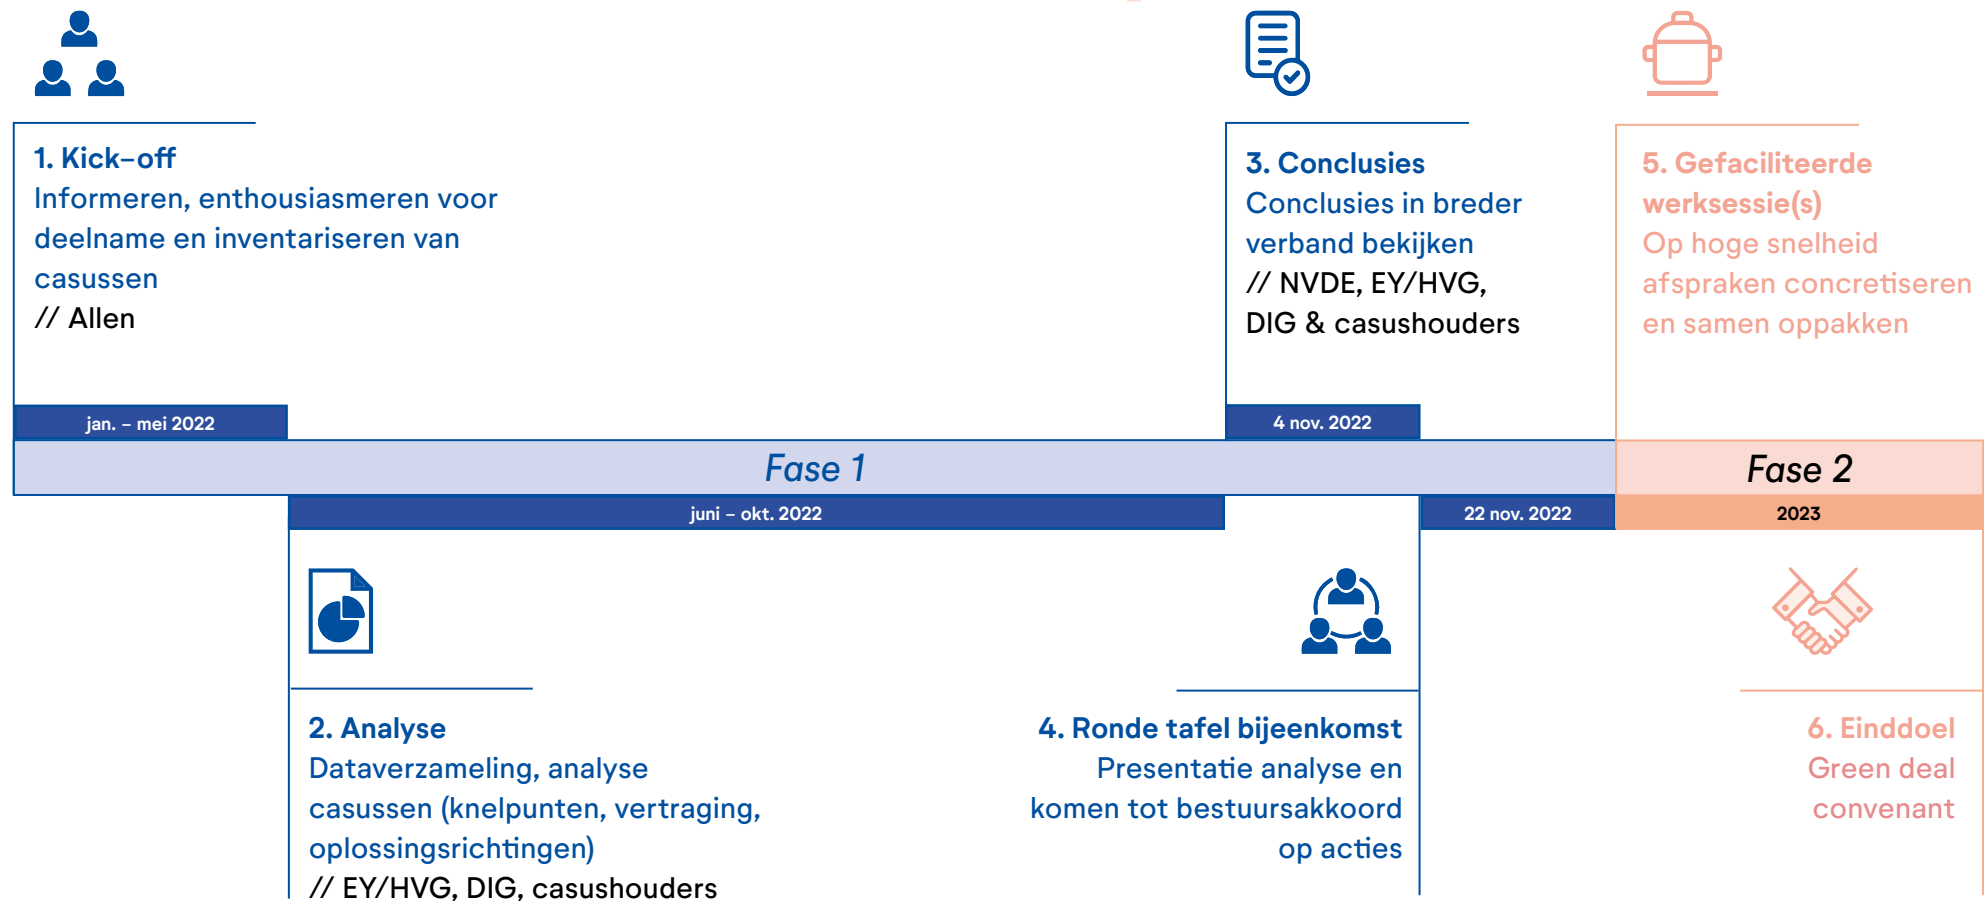 1. Kick-off
Informeren, enthousiasmeren voor
deelname en inventariseren van
casussen
// Allen
3. Conclusies
Conclusies in breder
verband bekijken
// NVDE, EY/HVG,
DIG & casushouders
5. Gefaciliteerde
werksessie(s)
Op hoge snelheid
afspraken concretiseren
en samen oppakken
jan. – mei 2022
4 nov. 2022
Fase 1
Fase 2
juni – okt. 2022
22 nov. 2022
2023
2. Analyse
Dataverzameling, analyse
casussen (knelpunten, vertraging,
oplossingsrichtingen)
// EY/HVG, DIG, casushouders
4. Ronde tafel bijeenkomst
Presentatie analyse en
komen tot bestuursakkoord
op acties
6. Einddoel
Green deal
convenant